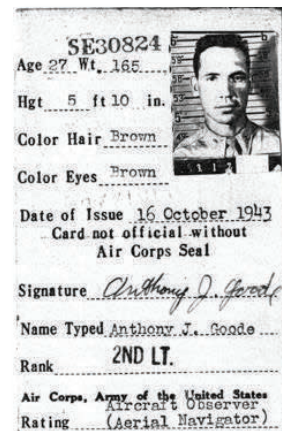 SE30824
Age 27 Wt. 165
Hgt 5 ft 10 in.
Color Hair Brown
Color Eyes Brown
Date of Issue 16 October 1943
Card not official without
Air Corps Seal
Signature Anthony J. Goode
Name Typed Anthony J. Goode
Rank 2ND LT.
Air Corps, Army of the United States
Aircraft Observer
Rating (Aerial Navigator)